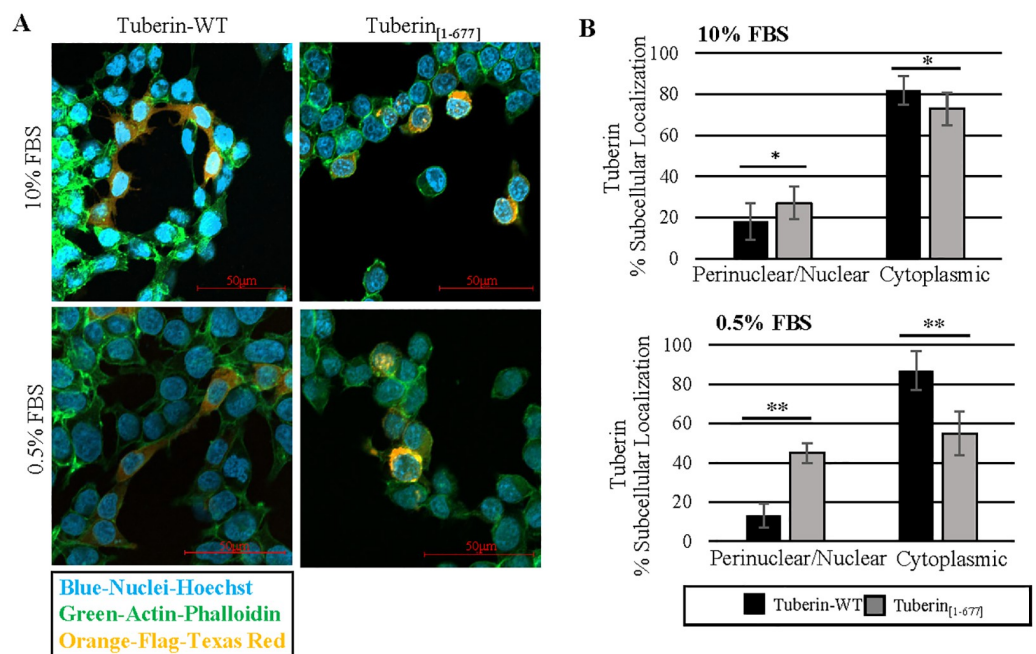 A
Tuberin-WT
Tuberin[1-677]
10% FBS
50µm
50µm
0.5% FBS
50µm
50µm
Blue-Nuclei-Hoechst
Green-Actin-Phalloidin
Orange-Flag-Texas Red
B
10% FBS
Tuberin
% Subcellular Localization
100
80
60
40
20
0
*
*
Perinuclear/Nuclear
Cytoplasmic
0.5% FBS
Tuberin
% Subcellular Localization
100
80
60
40
20
0
**
**
Perinuclear/Nuclear
Cytoplasmic
Tuberin-WT
Tuberin[1-677]